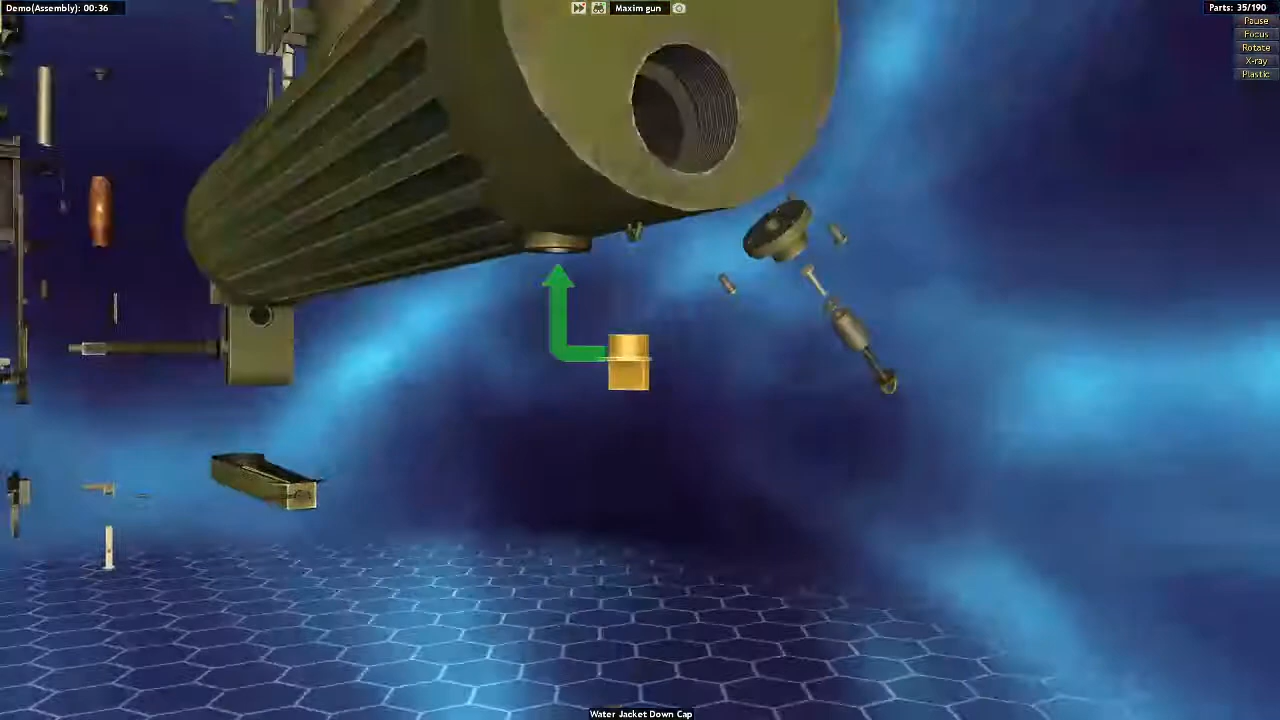 Demo(Assembly): 00:36
Maxim gun
Parts: 35/190
Pause
Focus
Rotate
X-ray
Plastic
Water Jacket Down Cap